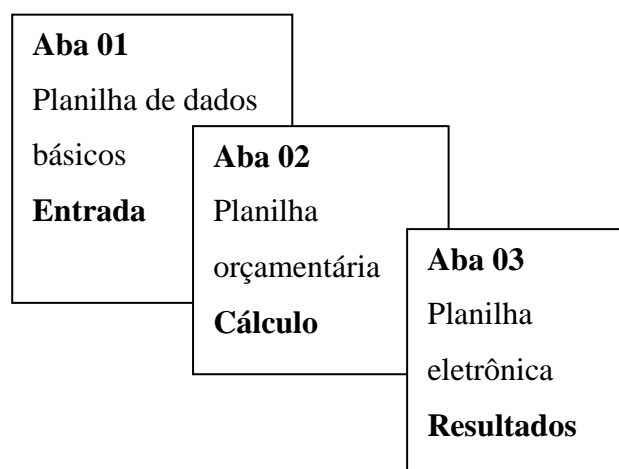 Aba 01
Planilha de dados
básicos
Entrada
Aba 02
Planilha
orçamentária
Cálculo
Aba 03
Planilha
eletrônica
Resultados